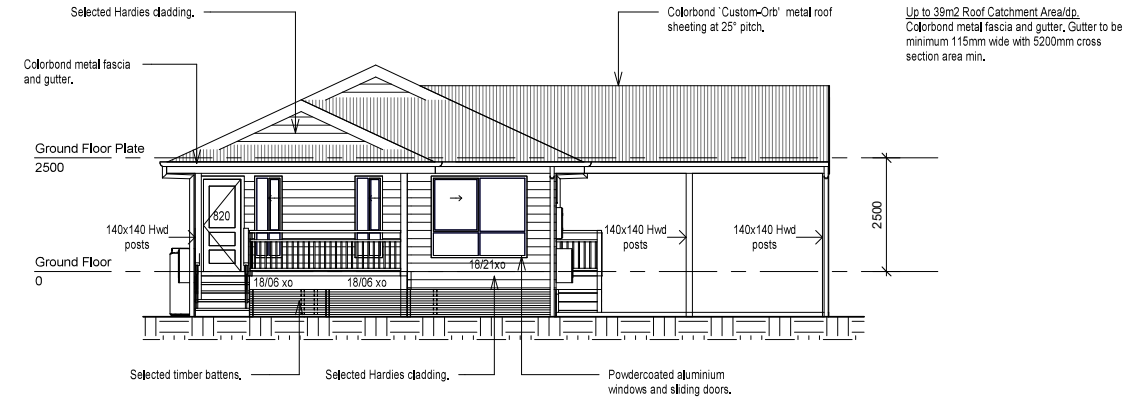 Selected Hardies cladding.
Colorbond `Custom-Orb' metal roof
sheeting at 25° pitch.
Up to 39m2 Roof Catchment Area/dp.
Colorbond metal fascia and gutter. Gutter to be
minimum 115mm wide with 5200mm cross
section area min.
Colorbond metal fascia
and gutter.
Ground Floor Plate
2500
820
140x140 Hwd
posts
140x140 Hwd
posts
140x140 Hwd
posts
2500
Ground Floor
0
18/06 xo
18/06 xo
18/21xo
Selected timber battens.
Selected Hardies cladding.
Powdercoated aluminium
windows and sliding doors.